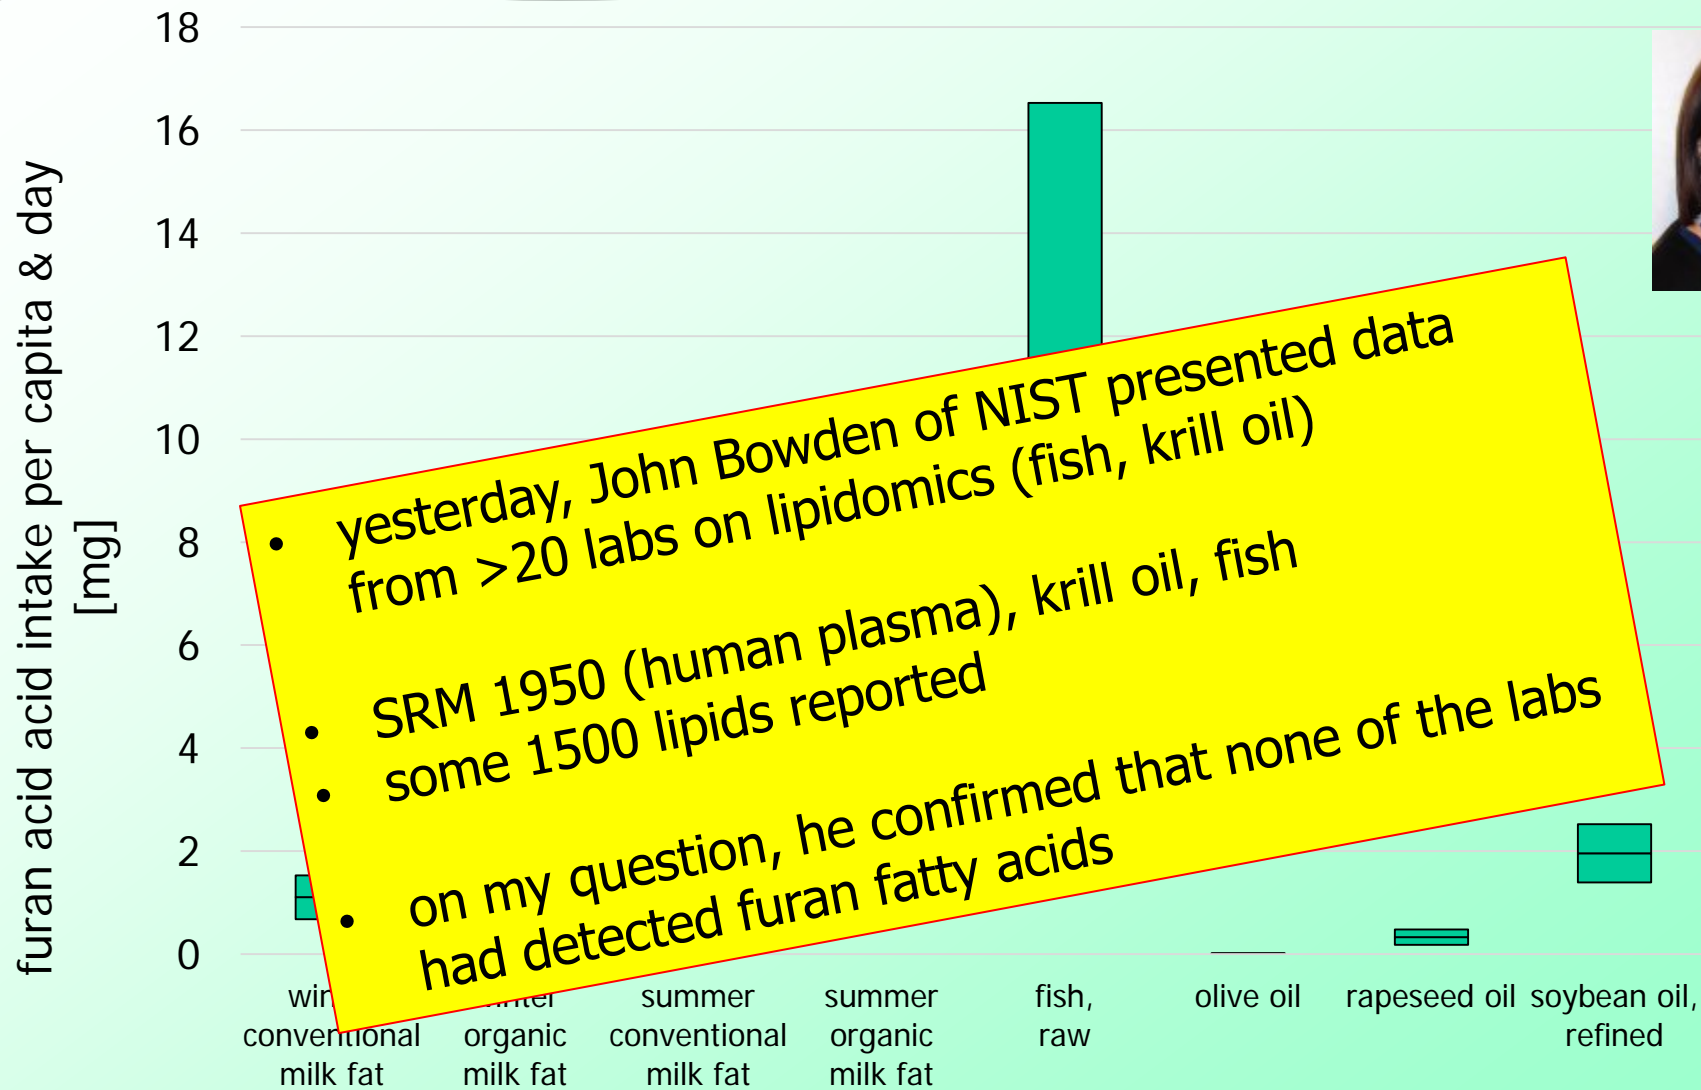 furan acid intake per capita & day
[mg]
18
16
14
12
10
8
6
4
2
0
• yesterday, John Bowden of NIST presented data
from >20 labs on lipidomics (fish, krill oil)
• SRM 1950 (human plasma), krill oil, fish
• some 1500 lipids reported
• on my question, he confirmed that none of the labs
had detected furan fatty acids
conventional
milk fat
winter
organic
milk fat
summer
conventional
milk fat
summer
organic
milk fat
fish,
raw
olive oil
rapeseed oil
soybean oil,
refined